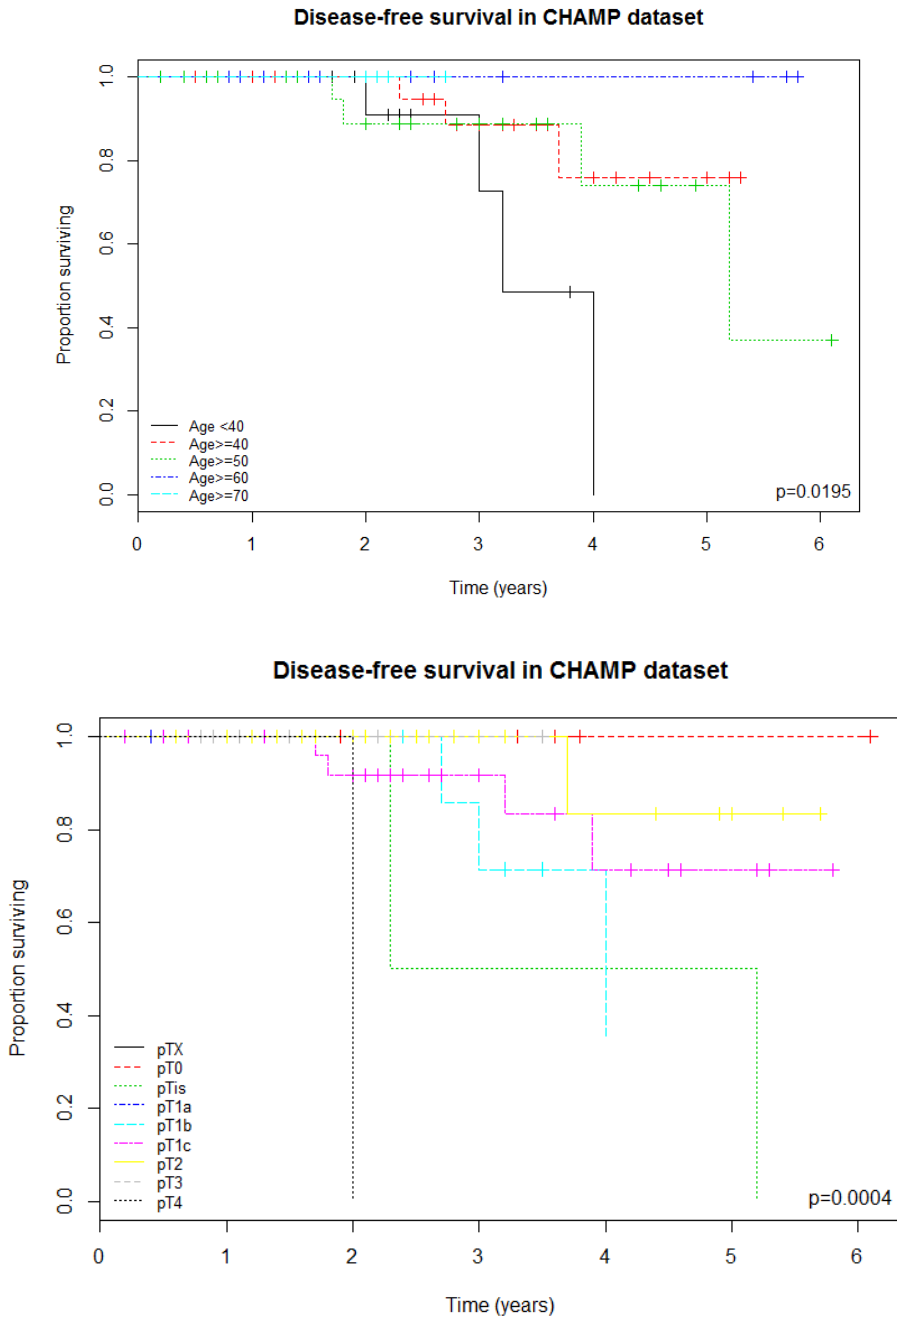 Disease-free survival in CHAMP dataset
Proportion surviving
1.0
0.8
0.6
0.4
0.2
0.0
Age <40
Age>=40
Age>=50
Age>=60
Age>=70
p=0.0195
0 1 2 3 4 5 6
Time (years)
Disease-free survival in CHAMP dataset
Proportion surviving
1.0
0.8
0.6
0.4
0.2
0.0
pTX
pT0
pTis
pT1a
pT1b
pT1c
pT2
pT3
pT4
p=0.0004
0 1 2 3 4 5 6
Time (years)